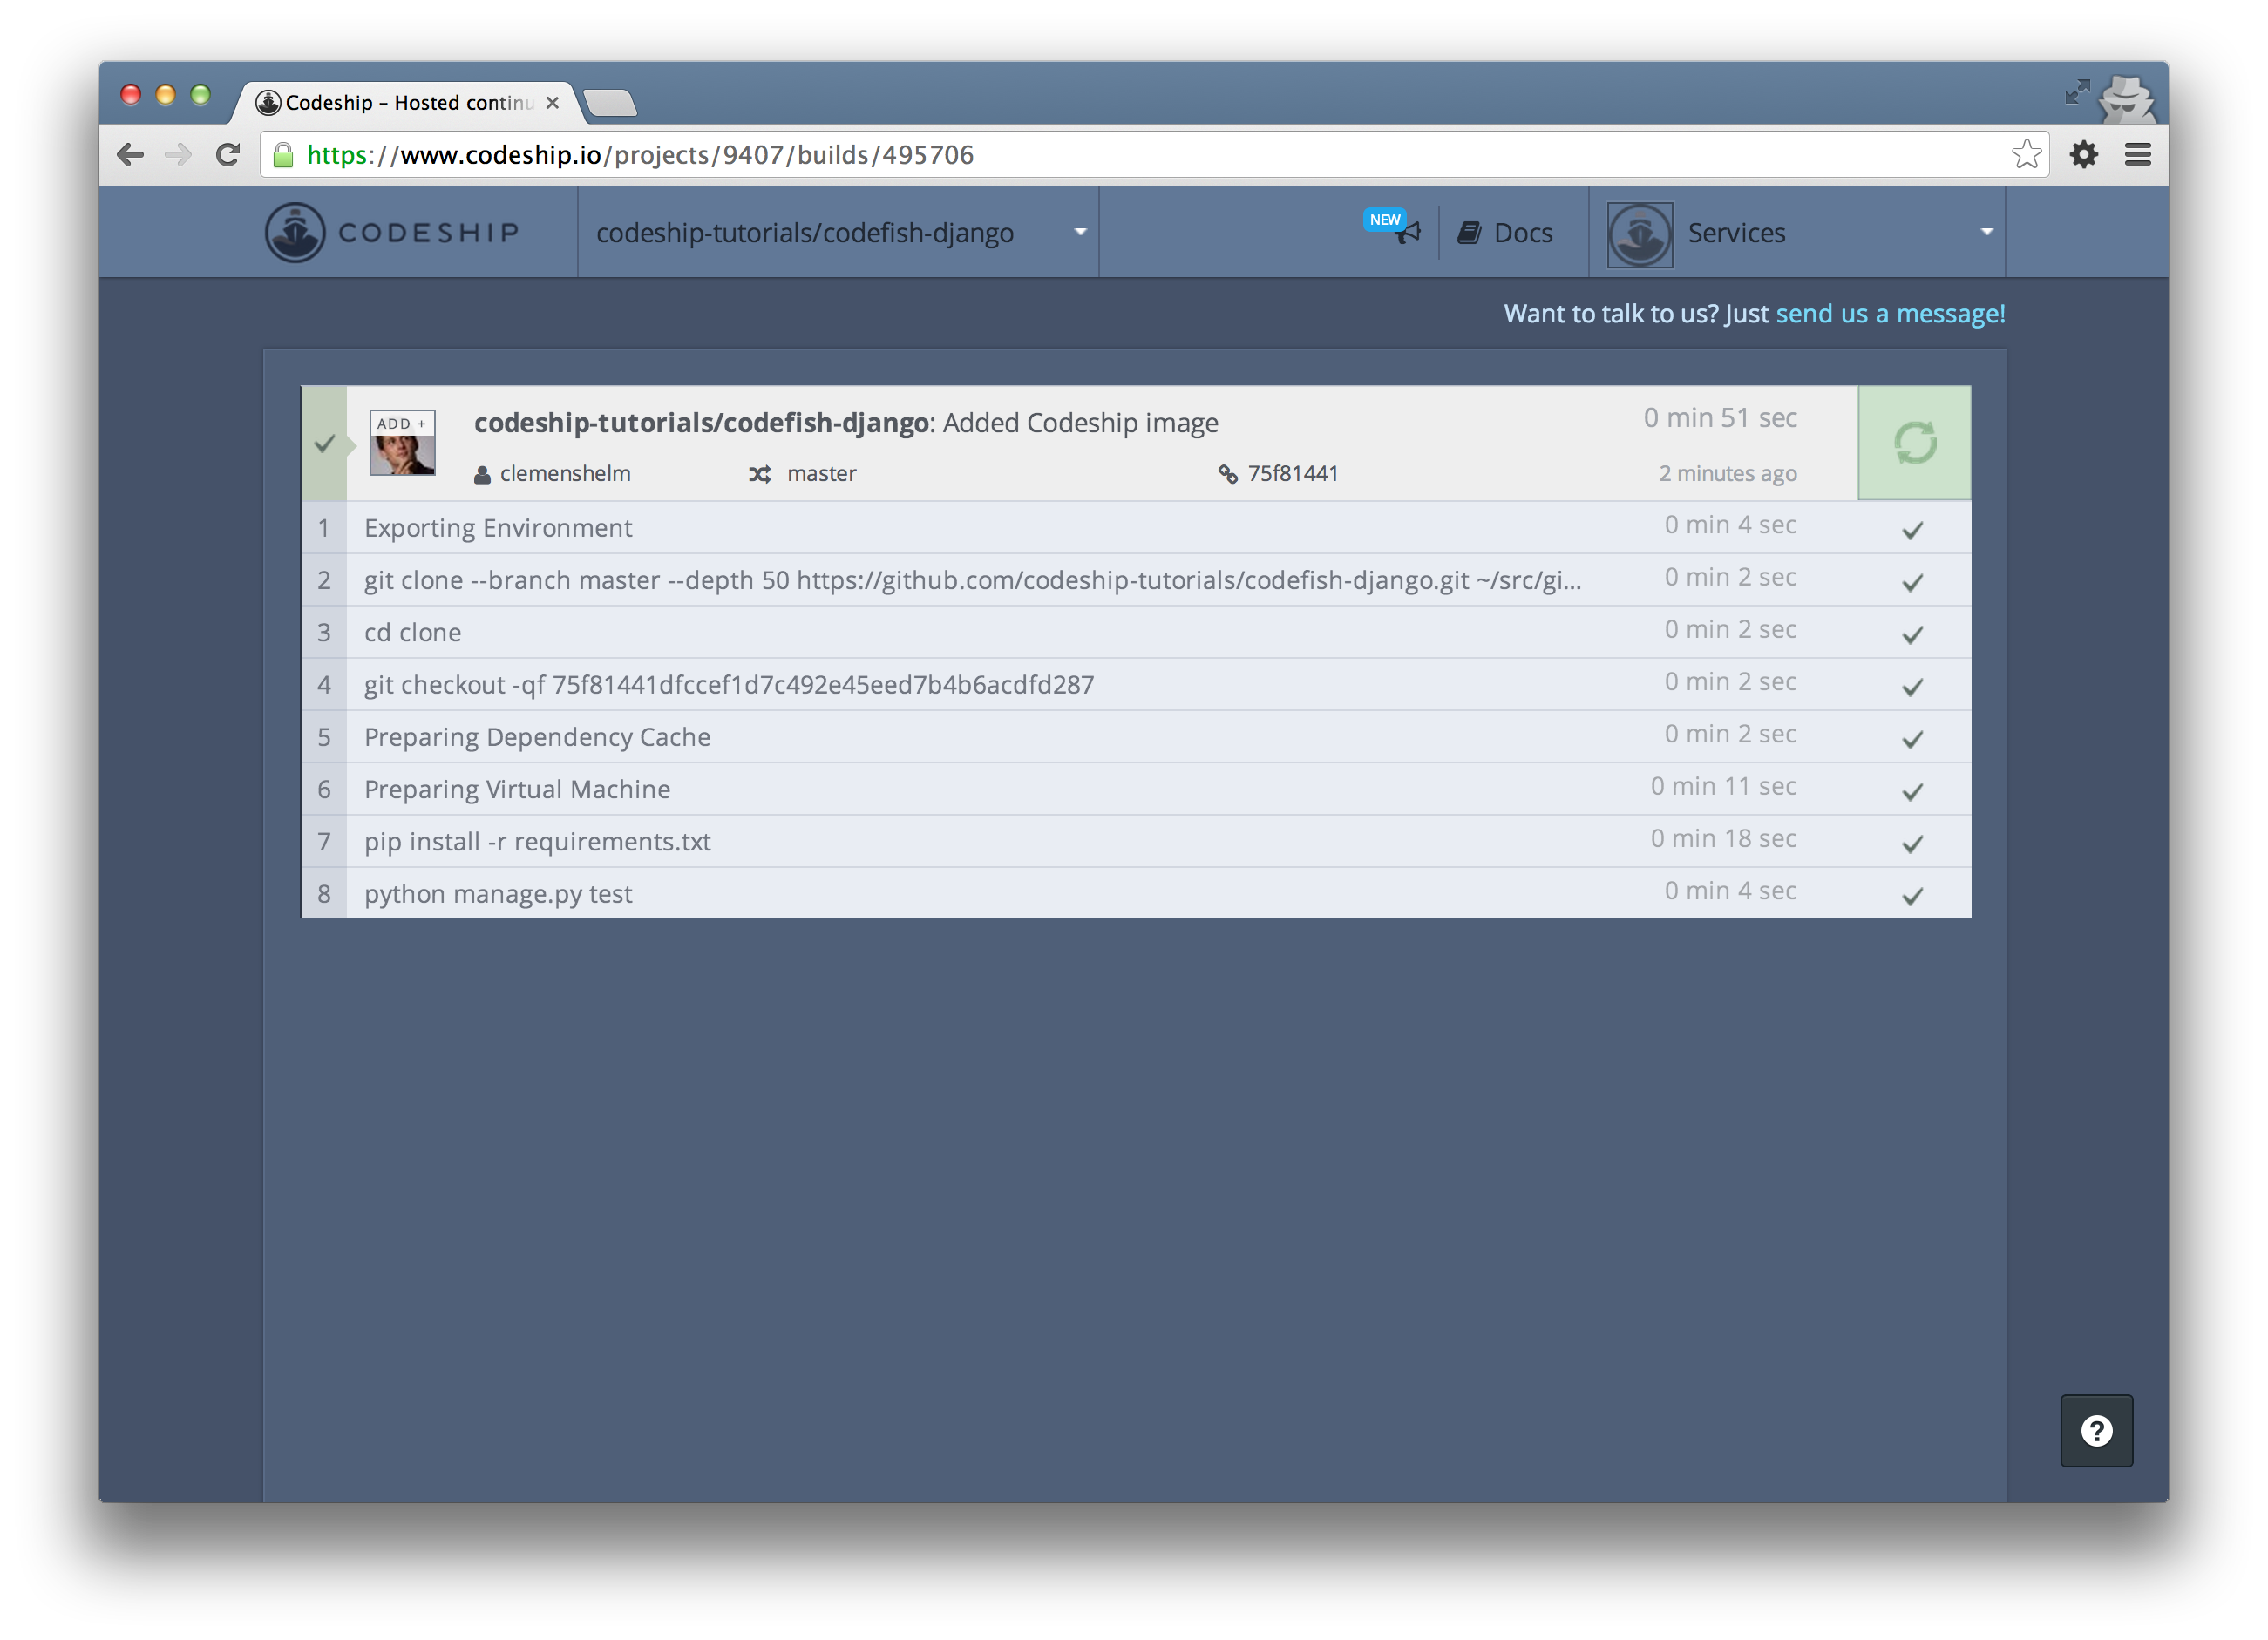 Codeship – Hosted continu
https://www.codeship.io/projects/9407/builds/495706
CODESHIP
codeship-tutorials/codefish-django
NEW
Docs
Services
Want to talk to us? Just send us a message!
ADD +
codeship-tutorials/codefish-django: Added Codeship image
0 min 51 sec
clemenshelm
master
75f81441
2 minutes ago
1 Exporting Environment 0 min 4 sec
2 git clone --branch master --depth 50 https://github.com/codeship-tutorials/codefish-django.git ~/src/gi... 0 min 2 sec
3 cd clone 0 min 2 sec
4 git checkout -qf 75f81441dfccef1d7c492e45eed7b4b6acdfd287 0 min 2 sec
5 Preparing Dependency Cache 0 min 2 sec
6 Preparing Virtual Machine 0 min 11 sec
7 pip install -r requirements.txt 0 min 18 sec
8 python manage.py test 0 min 4 sec
?